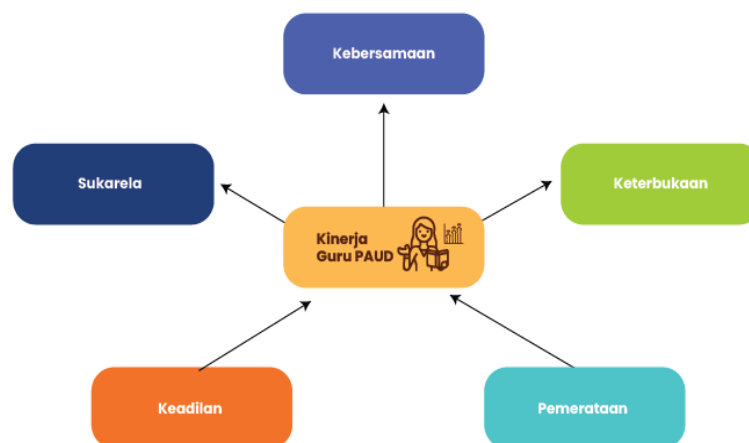 Kebersamaan
Sukarela
Keterbukaan
Kinerja
Guru PAUD
Keadilan
Pemerataan